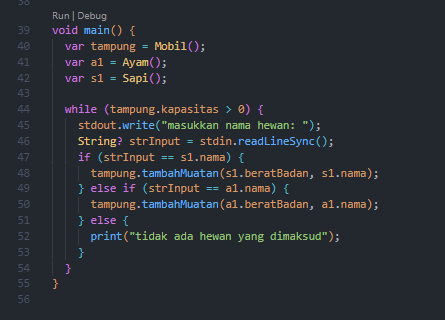 Run | Debug
39 void main() {
40 var tampung = Mobil();
41 var a1 = Ayam();
42 var s1 = Sapi();
43
44 while (tampung.kapasitas > 0) {
45 stdout.write("masukkan nama hewan: ");
46 String? strInput = stdin.readLineSync();
47 if (strInput == s1.nama) {
48 tampung.tambahMuatan(s1.beratBadan, s1.nama);
49 } else if (strInput == a1.nama) {
50 tampung.tambahMuatan(a1.beratBadan, a1.nama);
51 } else {
52 print("tidak ada hewan yang dimaksud");
53 }
54 }
55 }
56